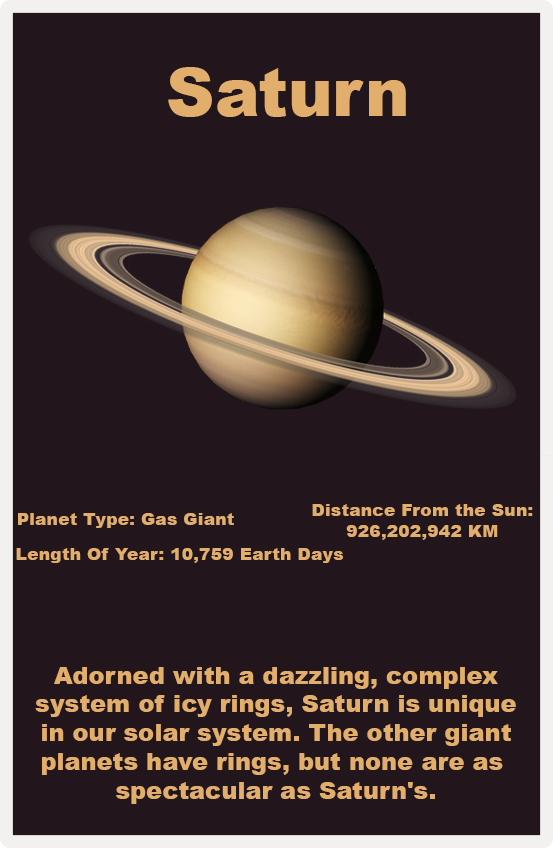 Saturn
Planet Type: Gas Giant
Distance From the Sun:
926,202,942 KM
Length Of Year: 10,759 Earth Days
Adorned with a dazzling, complex
system of icy rings, Saturn is unique
in our solar system. The other giant
planets have rings, but none are as
spectacular as Saturn's.